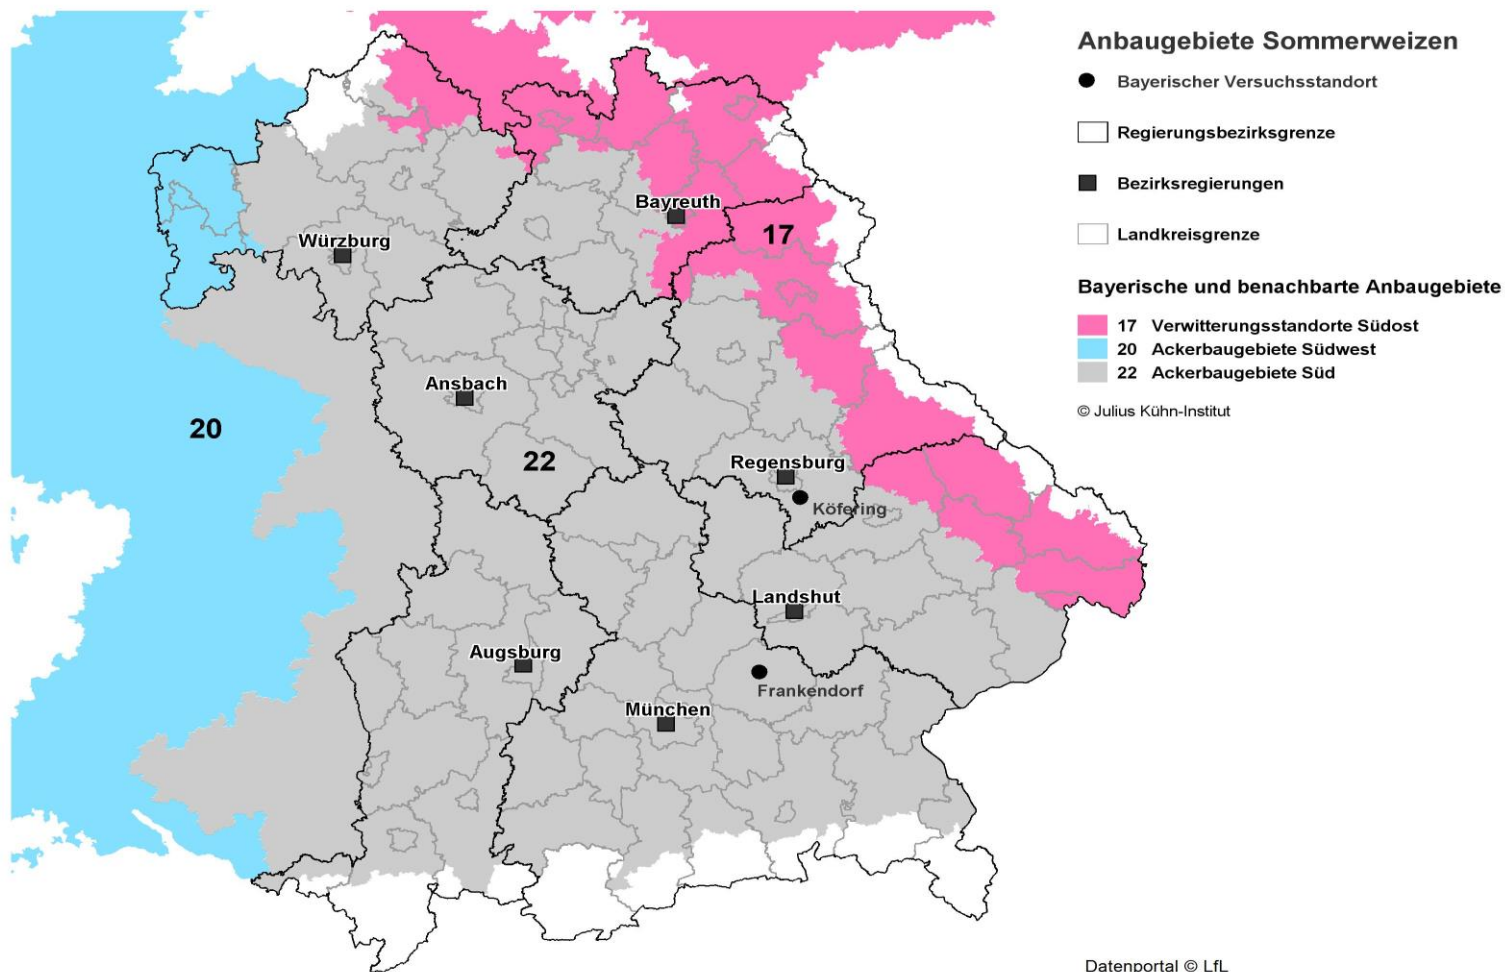 Anbaugebiete Sommerweizen
Bayerischer Versuchsstandort
Regierungsbezirksgrenze
Bezirksregierungen
Landkreisgrenze
Bayerische und benachbarte Anbaugebiete
17 Verwitterungsstandorte Südost
20 Ackerbaugebiete Südwest
22 Ackerbaugebiete Süd
© Julius Kühn-Institut
Bayreuth
17
Würzburg
Ansbach
20
22
Regensburg
Köfering
Landshut
Augsburg
Frankendorf
München
Datenportal © LfL